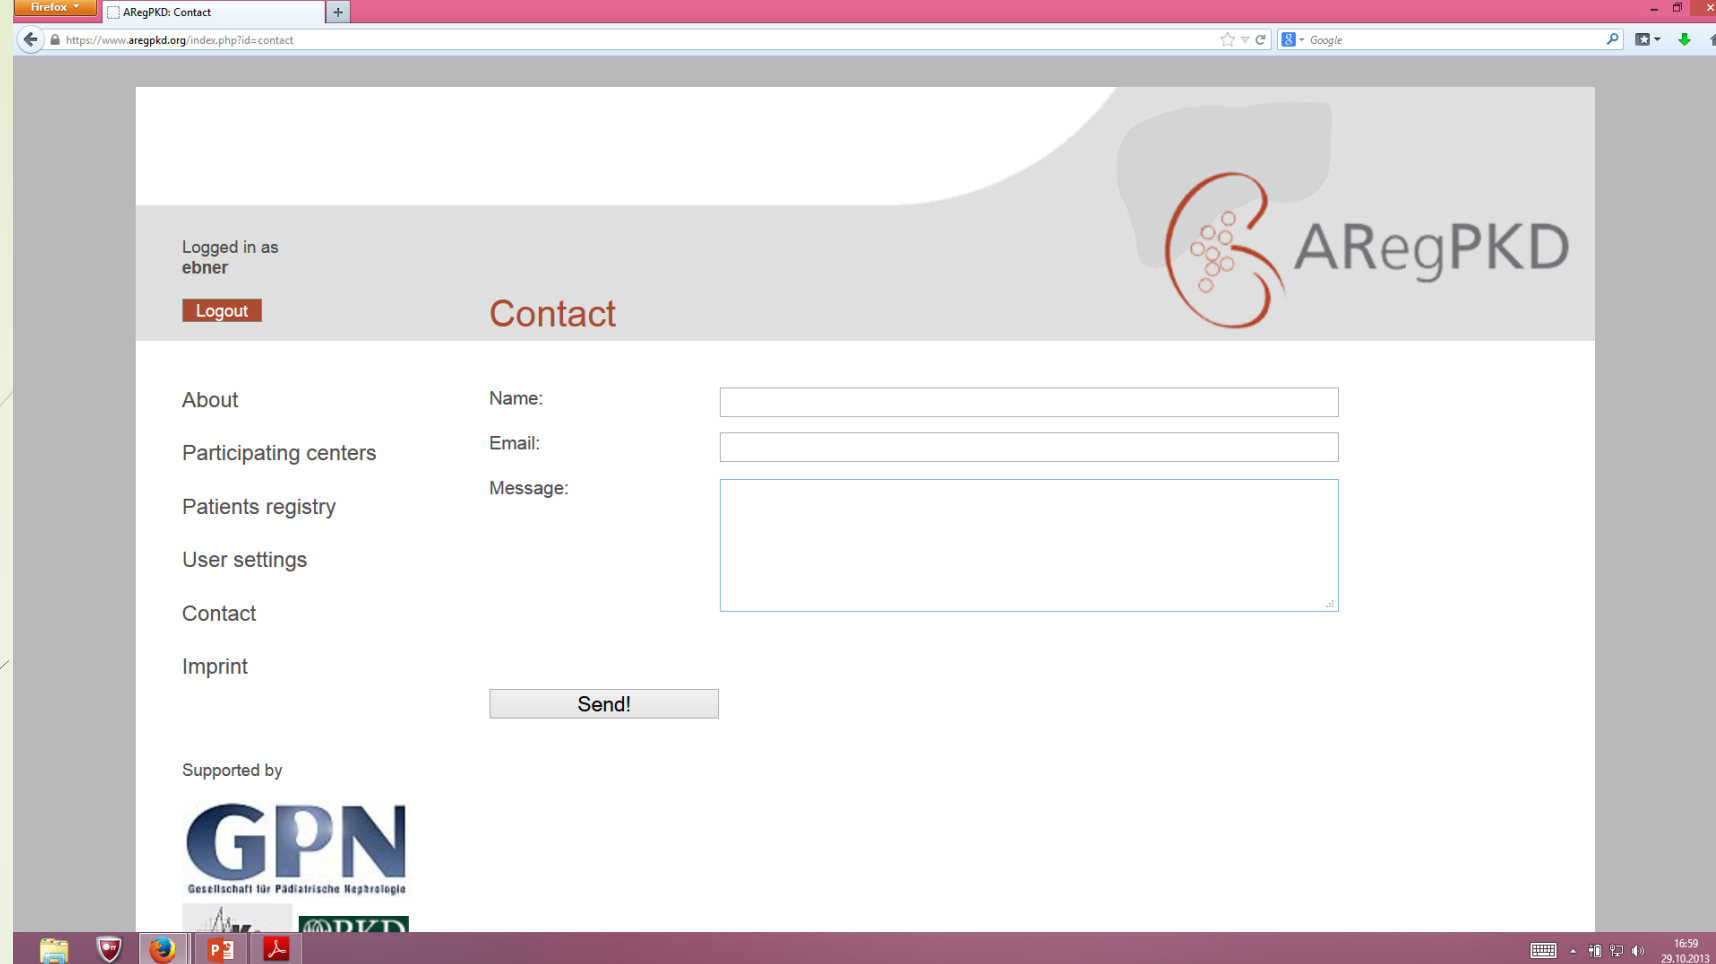 Firefox
ARegPKD: Contact
https://www.aregpkd.org/index.php?id=contact
Google
ARegPKD
Logged in as
ebner
Logout
Contact
About
Participating centers
Patients registry
User settings
Contact
Imprint
Name:
Email:
Message:
Send!
Supported by
GPN
Gesellschaft für Pädiatrische Nephrologie
PKD
16:59
29.10.2013